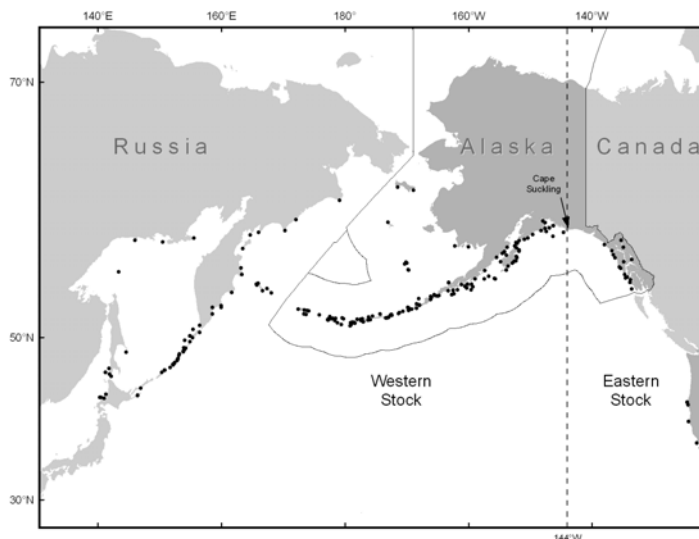 140°E 160°E 180° 160°W 140°W
70°N
Russia Alaska Canada
Cape
Suckling
50°N
Western
Stock
Eastern
Stock
30°N
144°W